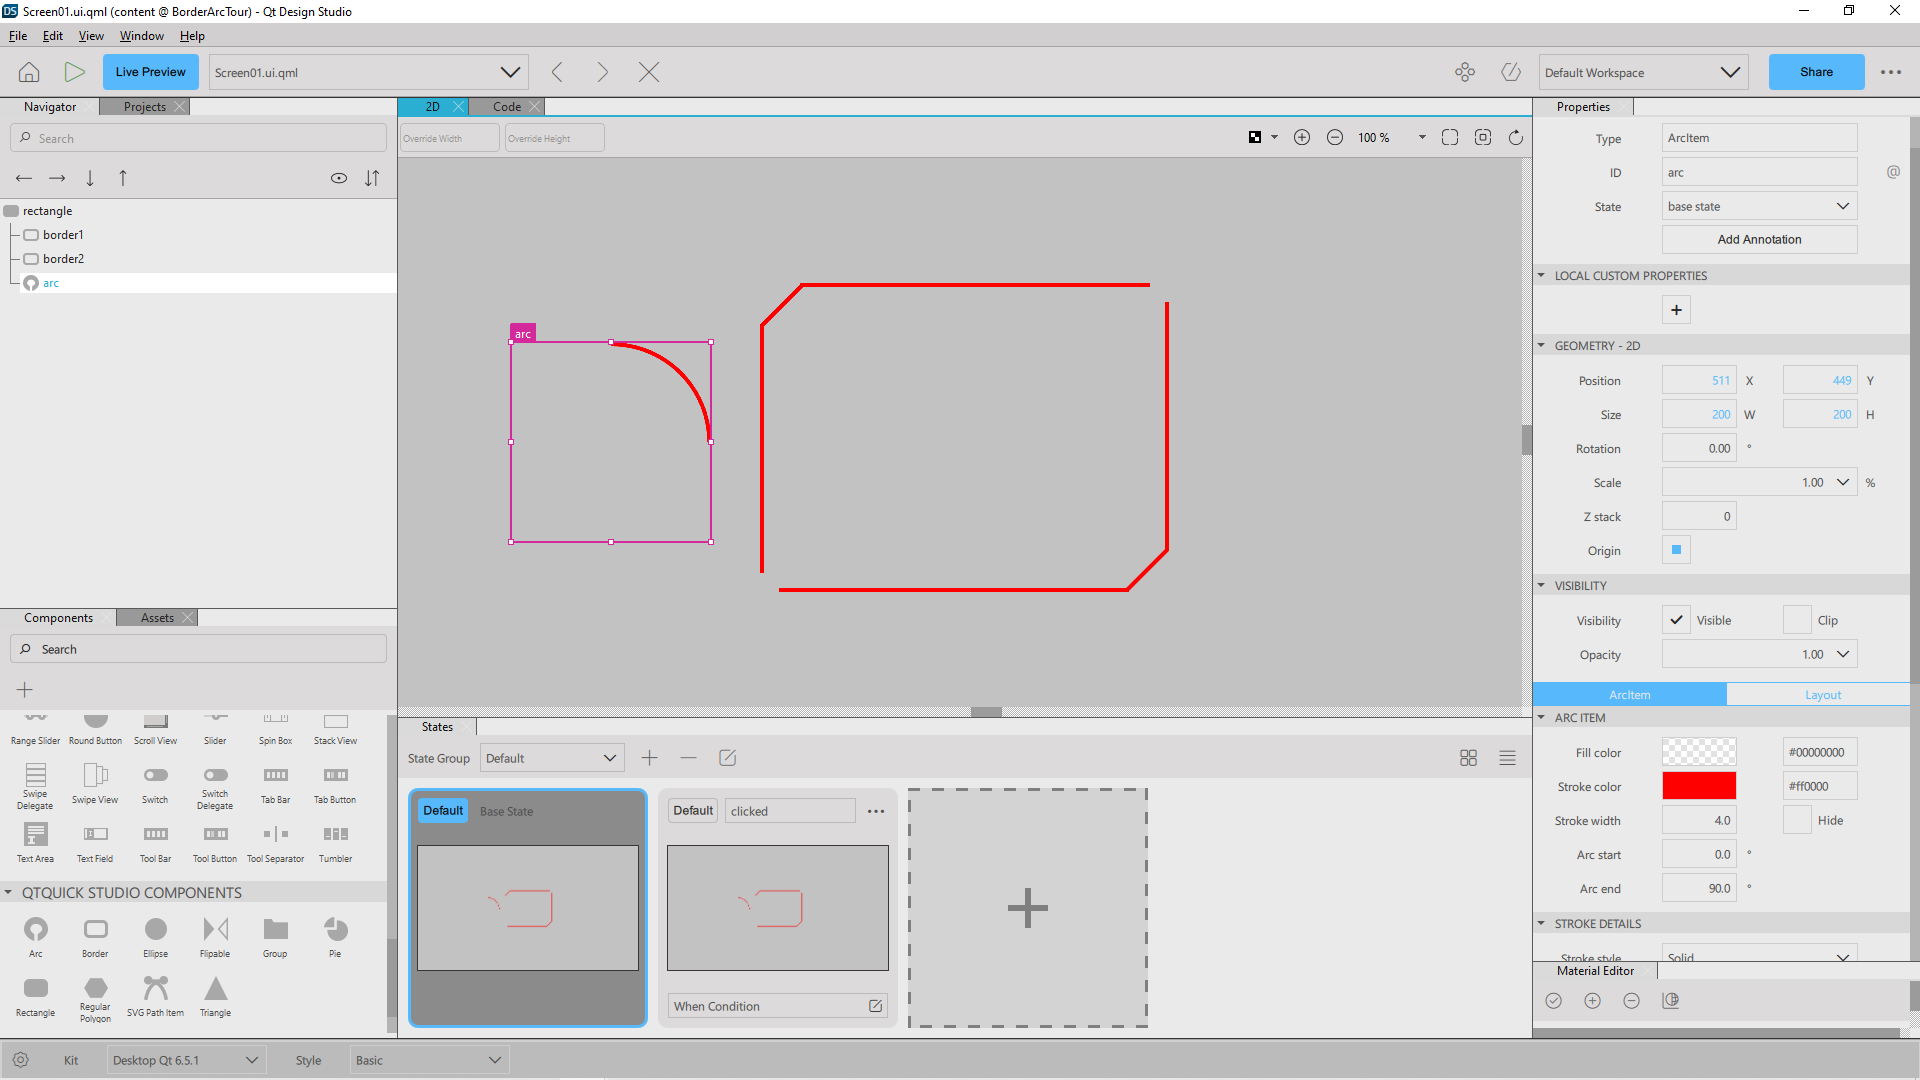 DS Screen01.ui.qml (content @ BorderArcTour) - Qt Design Studio
File Edit View Window Help
Live Preview Screen01.ui.qml Default Workspace Share
Navigator Projects 2D Code Properties
Search
Override Width Override Height 100 %
rectangle
border1
border2
arc
arc
Type ArcItem
ID arc @
State base state
Add Annotation
LOCAL CUSTOM PROPERTIES
GEOMETRY - 2D
Position 511 X 449 Y
Size 200 W 200 H
Rotation 0.00 °
Scale 1.00 %
Z stack 0
Origin
VISIBILITY
Visibility Visible Clip
Opacity 1.00
ArcItem Layout
ARC ITEM
Fill color #00000000
Stroke color #ff0000
Stroke width 4.0 Hide
Arc start 0.0 °
Arc end 90.0 °
STROKE DETAILS
Stroke style Solid
Material Editor
Components Assets
Search
Range Slider Round Button Scroll View Slider Spin Box Stack View
Swipe Delegate Swipe View Switch Switch Delegate Tab Bar Tab Button
Text Area Text Field Tool Bar Tool Button Tool Separator Tumbler
QTQUICK STUDIO COMPONENTS
Arc Border Ellipse Flipable Group Pie
Rectangle Regular Polygon SVG Path Item Triangle
States
State Group Default
Default Base State
Default clicked
When Condition
Kit Desktop Qt 6.5.1 Style Basic